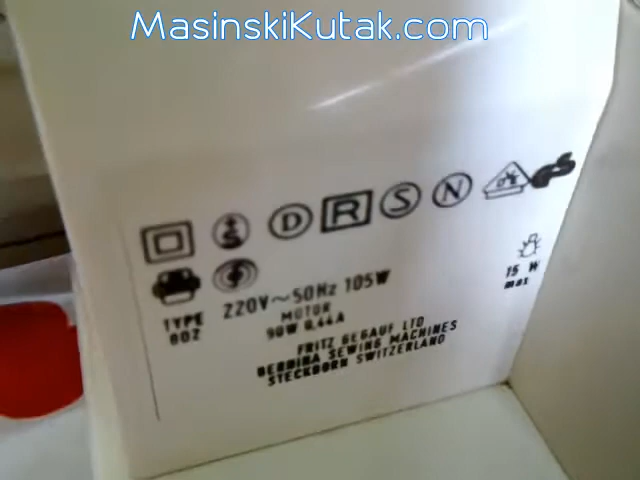 MasinskiKutak.com
D R S N GS
220V~50Hz 105W
15 W
max
TYPE
802
MOTOR
90W 0,44A
FRITZ GEGAUF LTD
BERNINA SEWING MACHINES
STECKBORN SWITZERLAND